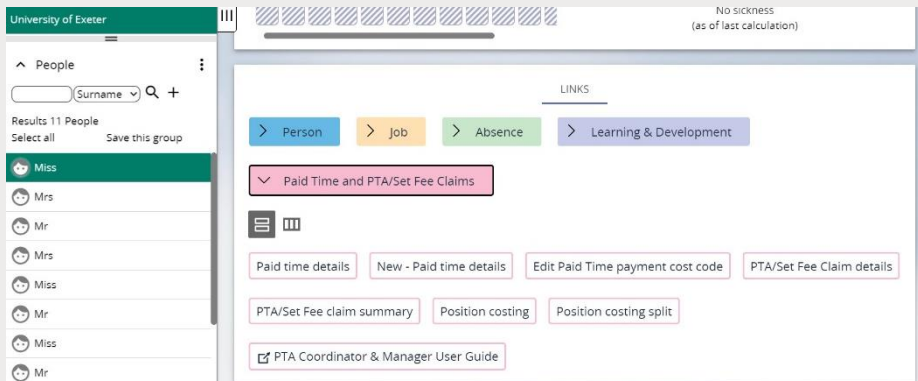 University of Exeter
People
Surname
Results 11 People
Select all Save this group
Miss
Mrs
Mr
Mrs
Miss
Mr
Miss
Mr
No sickness
(as of last calculation)
LINKS
Person Job Absence Learning & Development
Paid Time and PTA/Set Fee Claims
Paid time details New - Paid time details Edit Paid Time payment cost code PTA/Set Fee Claim details
PTA/Set Fee claim summary Position costing Position costing split
PTA Coordinator & Manager User Guide